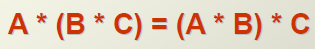 A * (B * C) = (A * B) * C